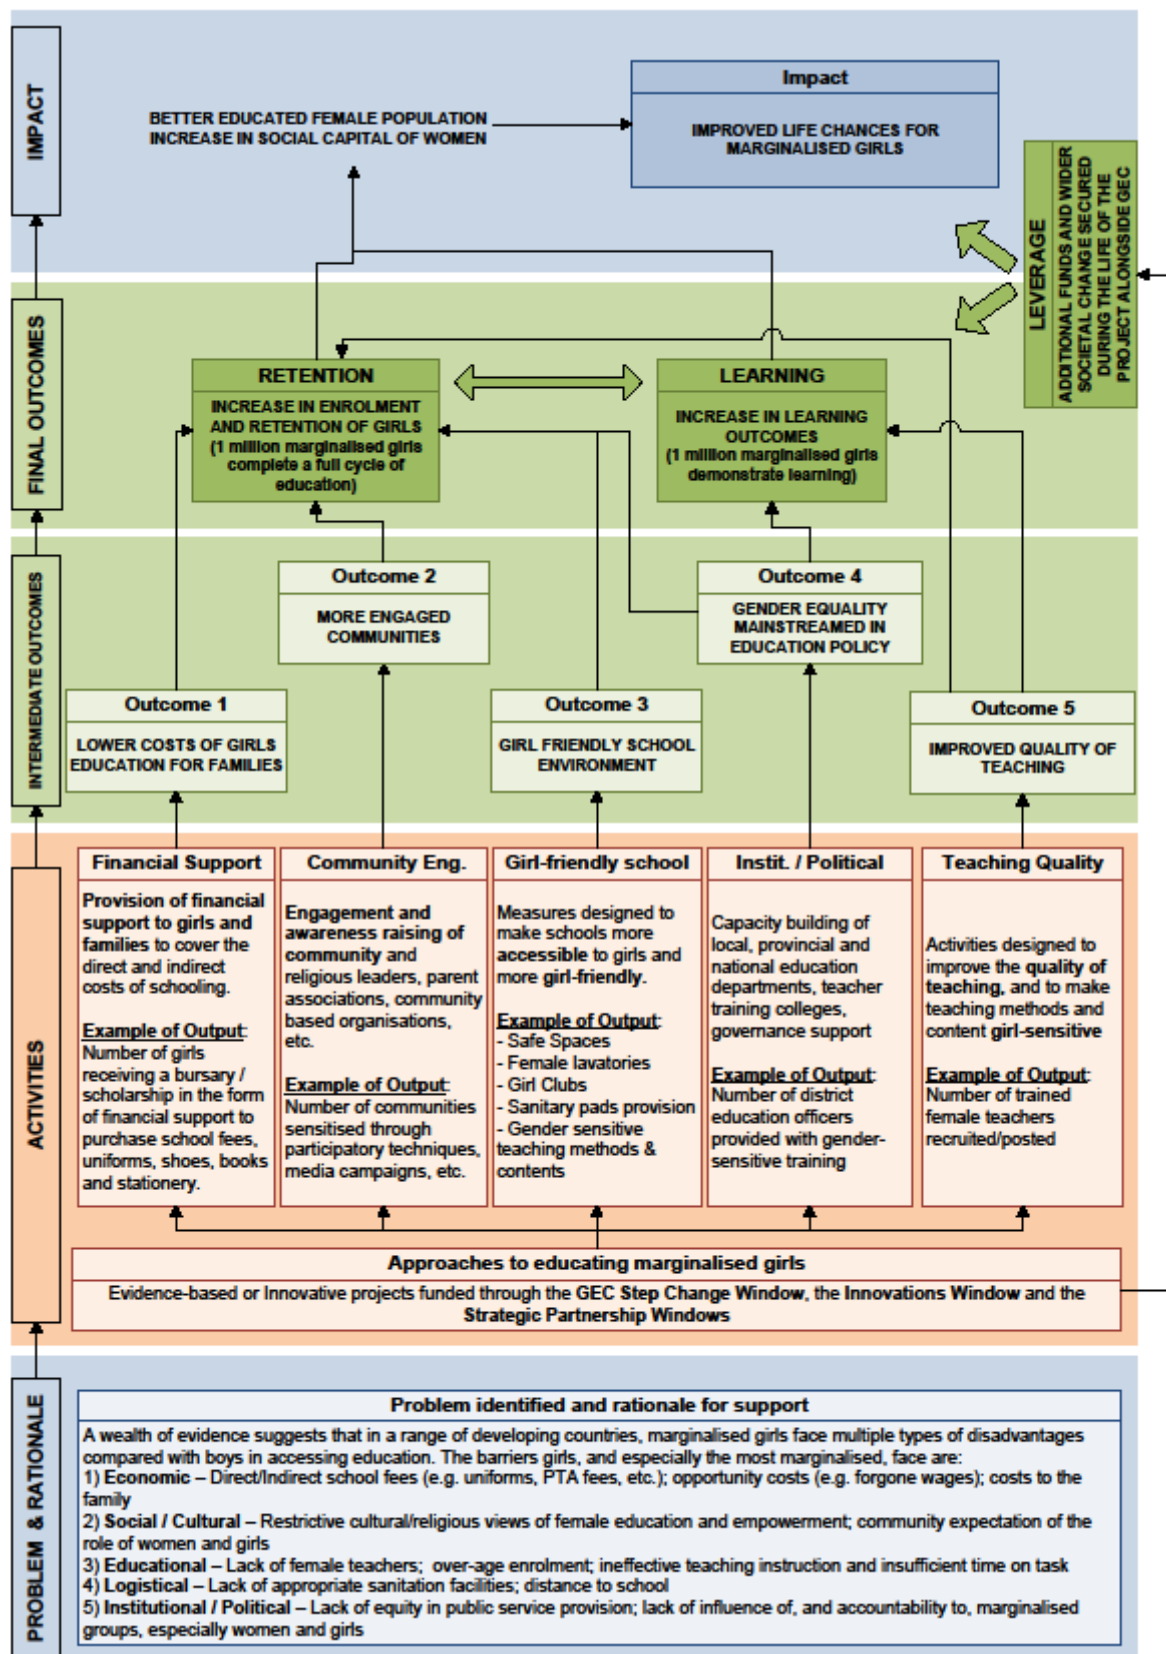 IMPACT
BETTER EDUCATED FEMALE POPULATION
INCREASE IN SOCIAL CAPITAL OF WOMEN
Impact
IMPROVED LIFE CHANCES FOR
MARGINALISED GIRLS
LEVERAGE
ADDITIONAL FUNDS AND WIDER
SOCIETAL CHANGE SECURED
DURING THE LIFE OF THE
PROJECT ALONGSIDE GEC
FINAL OUTCOMES
RETENTION
INCREASE IN ENROLMENT
AND RETENTION OF GIRLS
(1 million marginalised girls
complete a full cycle of
education)
LEARNING
INCREASE IN LEARNING
OUTCOMES
(1 million marginalised girls
demonstrate learning)
INTERMEDIATE OUTCOMES
Outcome 2
MORE ENGAGED
COMMUNITIES
Outcome 4
GENDER EQUALITY
MAINSTREAMED IN
EDUCATION POLICY
Outcome 1
LOWER COSTS OF GIRLS
EDUCATION FOR FAMILIES
Outcome 3
GIRL FRIENDLY SCHOOL
ENVIRONMENT
Outcome 5
IMPROVED QUALITY OF
TEACHING
ACTIVITIES
Financial Support
Provision of financial
support to girls and
families to cover the
direct and indirect
costs of schooling.
Example of Output:
Number of girls
receiving a bursary /
scholarship in the form
of financial support to
purchase school fees,
uniforms, shoes, books
and stationery.
Community Eng.
Engagement and
awareness raising of
community and
religious leaders, parent
associations, community
based organisations,
etc.
Example of Output:
Number of communities
sensitised through
participatory techniques,
media campaigns, etc.
Girl-friendly school
Measures designed to
make schools more
accessible to girls and
more girl-friendly.
Example of Output:
- Safe Spaces
- Female lavatories
- Girl Clubs
- Sanitary pads provision
- Gender sensitive
teaching methods &
contents
Instit. / Political
Capacity building of
local, provincial and
national education
departments, teacher
training colleges,
governance support
Example of Output:
Number of district
education officers
provided with gender-
sensitive training
Teaching Quality
Activities designed to
improve the quality of
teaching, and to make
teaching methods and
content girl-sensitive
Example of Output:
Number of trained
female teachers
recruited/posted
Approaches to educating marginalised girls
Evidence-based or Innovative projects funded through the GEC Step Change Window, the Innovations Window and the
Strategic Partnership Windows
PROBLEM & RATIONALE
Problem identified and rationale for support
A wealth of evidence suggests that in a range of developing countries, marginalised girls face multiple types of disadvantages
compared with boys in accessing education. The barriers girls, and especially the most marginalised, face are:
1) Economic – Direct/Indirect school fees (e.g. uniforms, PTA fees, etc.); opportunity costs (e.g. forgone wages); costs to the
family
2) Social / Cultural – Restrictive cultural/religious views of female education and empowerment; community expectation of the
role of women and girls
3) Educational – Lack of female teachers; over-age enrolment; ineffective teaching instruction and insufficient time on task
4) Logistical – Lack of appropriate sanitation facilities; distance to school
5) Institutional / Political – Lack of equity in public service provision; lack of influence of, and accountability to, marginalised
groups, especially women and girls